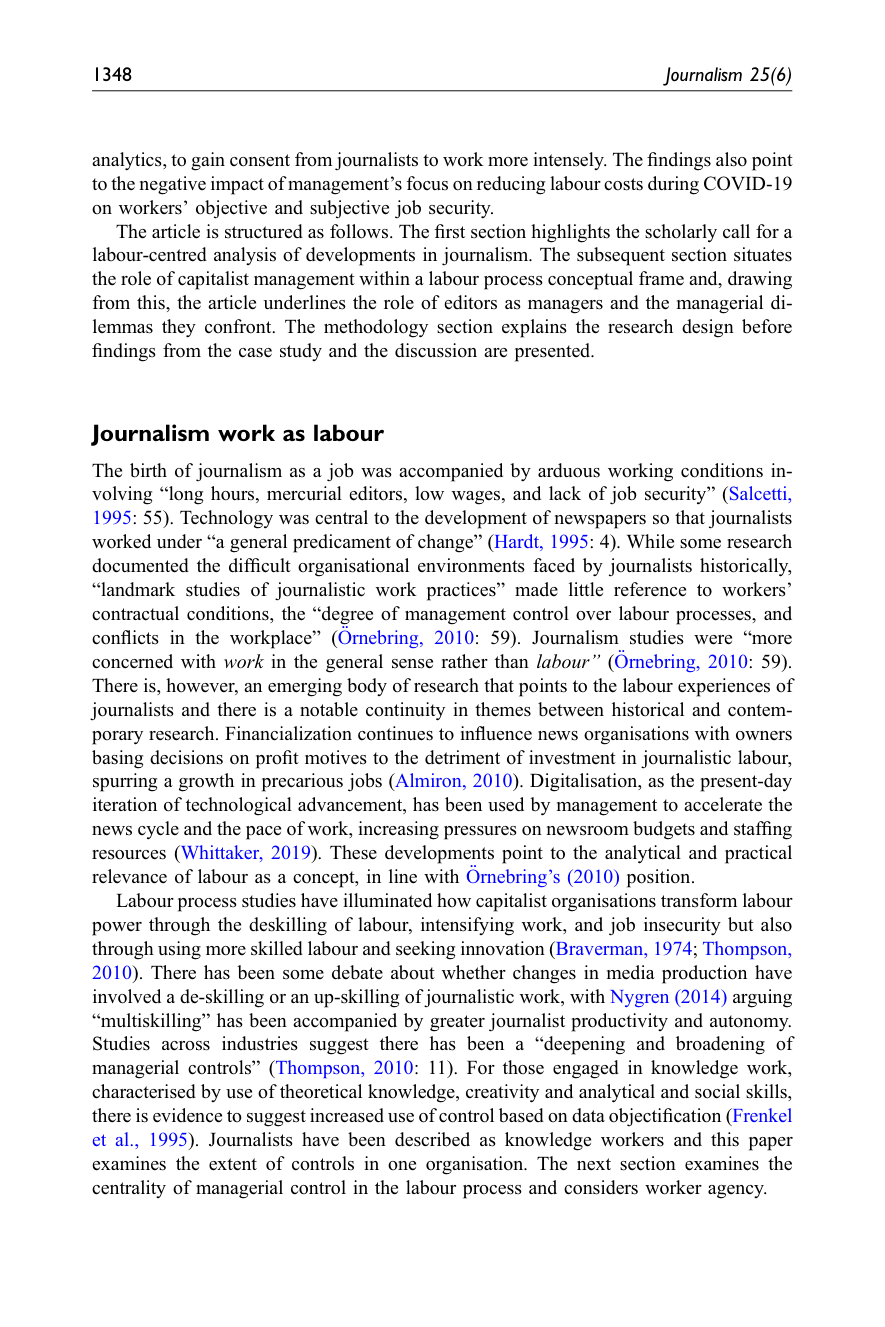 1348
Journalism 25(6)
analytics, to gain consent from journalists to work more intensely. The findings also point
to the negative impact of management’s focus on reducing labour costs during COVID-19
on workers’ objective and subjective job security.
The article is structured as follows. The first section highlights the scholarly call for a
labour-centred analysis of developments in journalism. The subsequent section situates
the role of capitalist management within a labour process conceptual frame and, drawing
from this, the article underlines the role of editors as managers and the managerial di-
lemmas they confront. The methodology section explains the research design before
findings from the case study and the discussion are presented.
Journalism work as labour
The birth of journalism as a job was accompanied by arduous working conditions in-
volving “long hours, mercurial editors, low wages, and lack of job security” (Salcetti,
1995: 55). Technology was central to the development of newspapers so that journalists
worked under “a general predicament of change” (Hardt, 1995: 4). While some research
documented the difficult organisational environments faced by journalists historically,
“landmark studies of journalistic work practices” made little reference to workers’
contractual conditions, the “degree of management control over labour processes, and
conflicts in the workplace” (Örnebring, 2010: 59). Journalism studies were “more
concerned with work in the general sense rather than labour” (Örnebring, 2010: 59).
There is, however, an emerging body of research that points to the labour experiences of
journalists and there is a notable continuity in themes between historical and contem-
porary research. Financialization continues to influence news organisations with owners
basing decisions on profit motives to the detriment of investment in journalistic labour,
spurring a growth in precarious jobs (Almiron, 2010). Digitalisation, as the present-day
iteration of technological advancement, has been used by management to accelerate the
news cycle and the pace of work, increasing pressures on newsroom budgets and staffing
resources (Whittaker, 2019). These developments point to the analytical and practical
relevance of labour as a concept, in line with Örnebring’s (2010) position.
Labour process studies have illuminated how capitalist organisations transform labour
power through the deskilling of labour, intensifying work, and job insecurity but also
through using more skilled labour and seeking innovation (Braverman, 1974; Thompson,
2010). There has been some debate about whether changes in media production have
involved a de-skilling or an up-skilling of journalistic work, with Nygren (2014) arguing
“multiskilling” has been accompanied by greater journalist productivity and autonomy.
Studies across industries suggest there has been a “deepening and broadening of
managerial controls” (Thompson, 2010: 11). For those engaged in knowledge work,
characterised by use of theoretical knowledge, creativity and analytical and social skills,
there is evidence to suggest increased use of control based on data objectification (Frenkel
et al., 1995). Journalists have been described as knowledge workers and this paper
examines the extent of controls in one organisation. The next section examines the
centrality of managerial control in the labour process and considers worker agency.